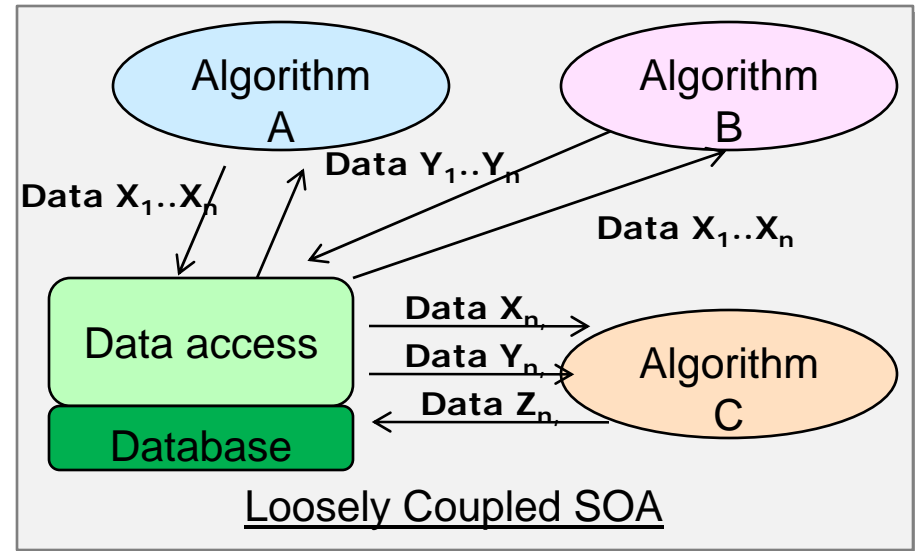 Algorithm
A
Algorithm
B
Data Y₁..Yₙ
Data X₁..Xₙ
Data X₁..Xₙ
Data Xₙ,
Data access
Data Yₙ,
Algorithm
C
Data Zₙ,
Database
Loosely Coupled SOA